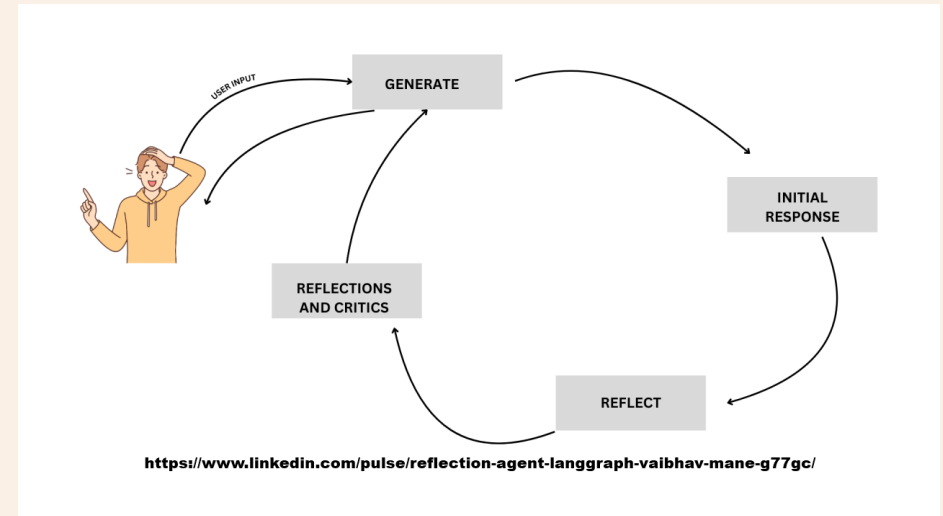 USER INPUT
GENERATE
INITIAL
RESPONSE
REFLECTIONS
AND CRITICS
REFLECT
https://www.linkedin.com/pulse/reflection-agent-langgraph-vaibhav-mane-g77gc/